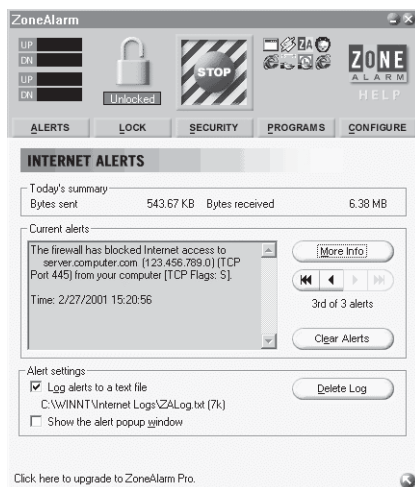 ZoneAlarm
UP
DN
UP
DN
Unlocked
STOP
ZA
ZONE
ALARM
HELP
ALERTS LOCK SECURITY PROGRAMS CONFIGURE
INTERNET ALERTS
Today's summary
Bytes sent 543.67 KB Bytes received 6.38 MB
Current alerts
The firewall has blocked Internet access to
server.computer.com (123.456.789.0) (TCP
Port 445) from your computer [TCP Flags: S].
Time: 2/27/2001 15:20:56
More Info
3rd of 3 alerts
Clear Alerts
Alert settings
Log alerts to a text file
C:\WINNT\Internet Logs\ZALog.txt (7k)
Show the alert popup window
Delete Log
Click here to upgrade to ZoneAlarm Pro.